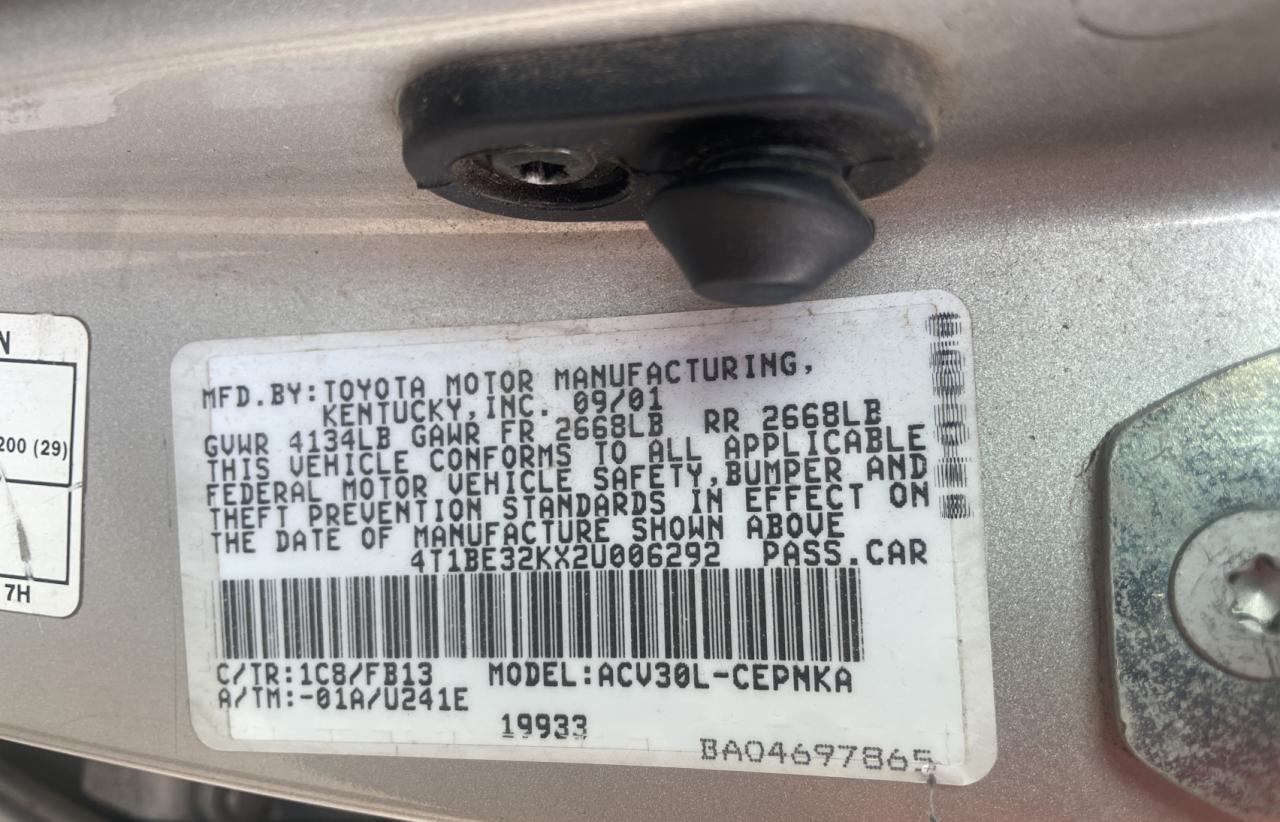 N
200 (29)
7H
MFD.BY:TOYOTA MOTOR MANUFACTURING,
KENTUCKY,INC. 09/01
GVWR 4134LB GAWR FR 2668LB RR 2668LB
THIS VEHICLE CONFORMS TO ALL APPLICABLE
FEDERAL MOTOR VEHICLE SAFETY,BUMPER AND
THEFT PREVENTION STANDARDS IN EFFECT ON
THE DATE OF MANUFACTURE SHOWN ABOVE
4T1BE32KX2U006292 PASS.CAR
C/TR:1C8/FB13 MODEL:ACV30L-CEPNKA
A/TM:-01A/U241E
19933
BA04697865